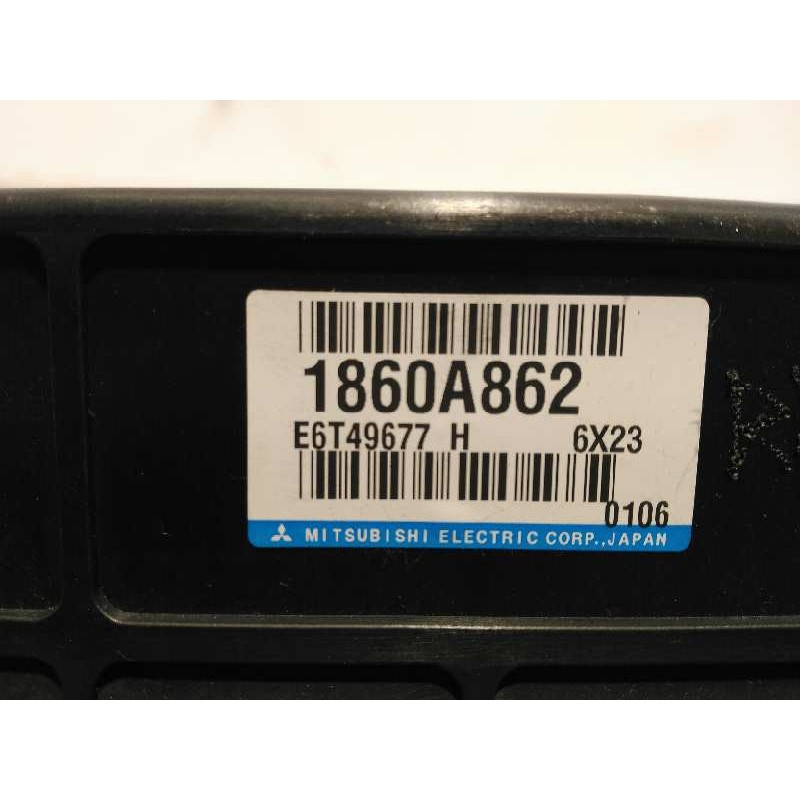 1860A862
E6T49677 H 6X23
0106
MITSUBISHI ELECTRIC CORP.,JAPAN